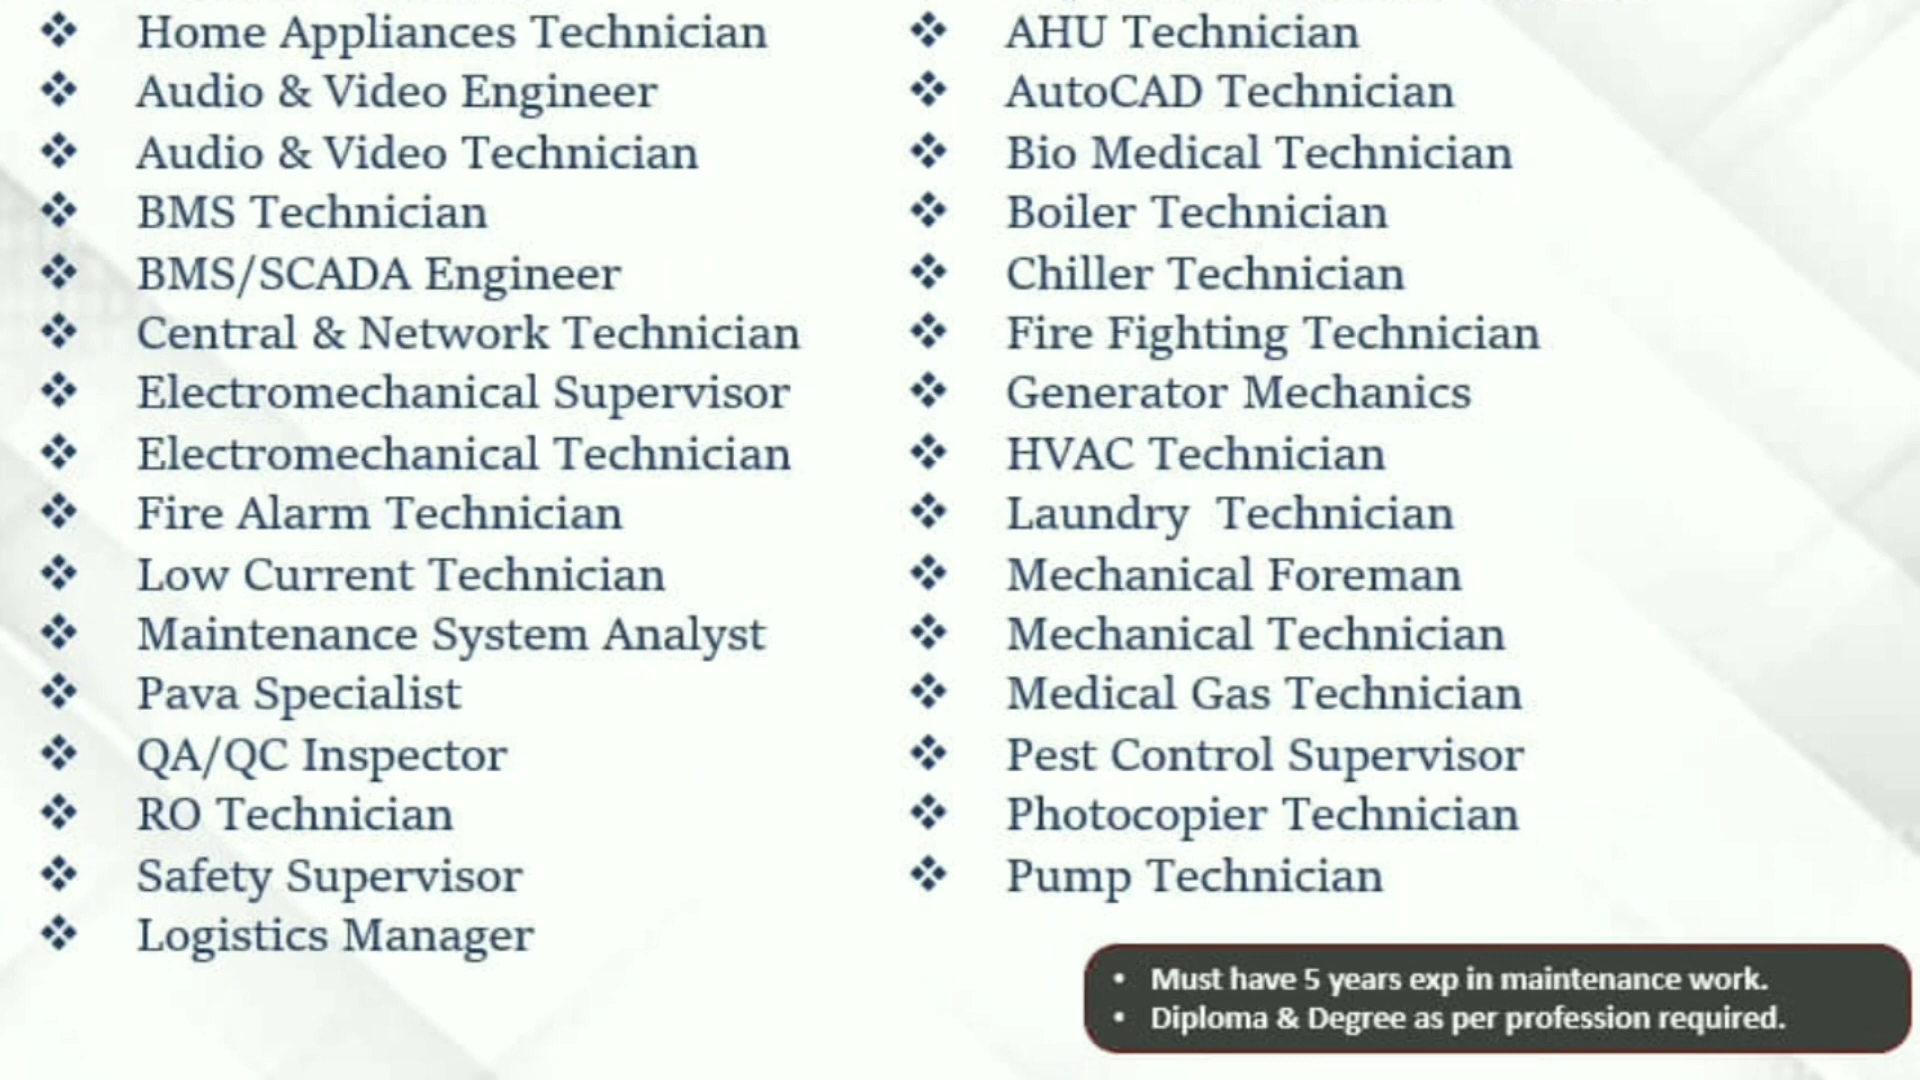 Home Appliances Technician
Audio & Video Engineer
Audio & Video Technician
BMS Technician
BMS/SCADA Engineer
Central & Network Technician
Electromechanical Supervisor
Electromechanical Technician
Fire Alarm Technician
Low Current Technician
Maintenance System Analyst
Pava Specialist
QA/QC Inspector
RO Technician
Safety Supervisor
Logistics Manager
AHU Technician
AutoCAD Technician
Bio Medical Technician
Boiler Technician
Chiller Technician
Fire Fighting Technician
Generator Mechanics
HVAC Technician
Laundry Technician
Mechanical Foreman
Mechanical Technician
Medical Gas Technician
Pest Control Supervisor
Photocopier Technician
Pump Technician
• Must have 5 years exp in maintenance work.
• Diploma & Degree as per profession required.